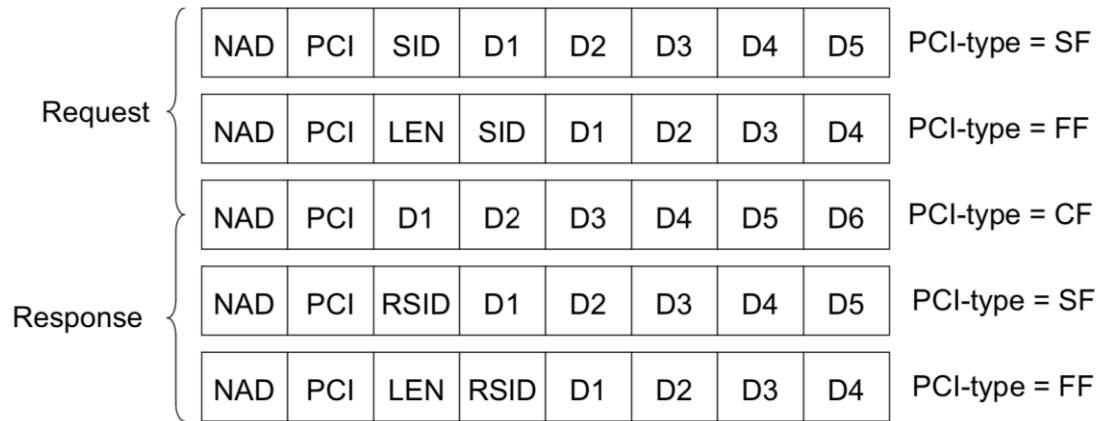 NAD PCI SID D1 D2 D3 D4 D5 PCI-type = SF
Request
NAD PCI LEN SID D1 D2 D3 D4 PCI-type = FF
NAD PCI D1 D2 D3 D4 D5 D6 PCI-type = CF
NAD PCI RSID D1 D2 D3 D4 D5 PCI-type = SF
Response
NAD PCI LEN RSID D1 D2 D3 D4 PCI-type = FF